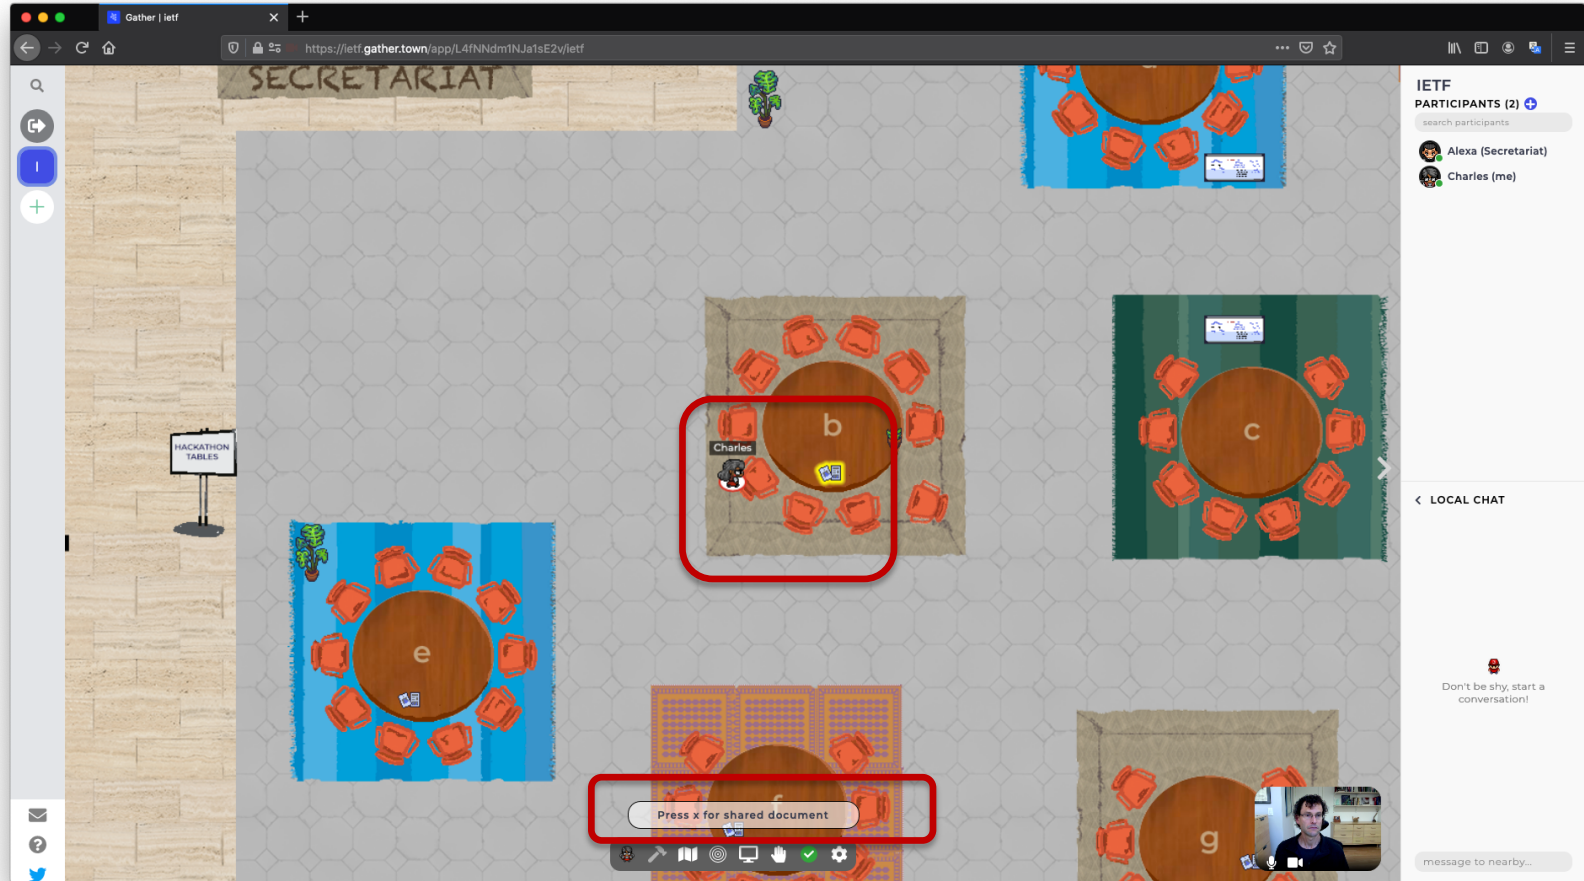 Gather | ietf
https://ietf.gather.town/app/L4fNNdm1NJa1sE2v/ietf
SECRETARIAT
I
HACKATHON
TABLES
Charles
b
c
e
f
g
Press x for shared document
IETF
PARTICIPANTS (2)
search participants
Alexa (Secretariat)
Charles (me)
LOCAL CHAT
Don't be shy, start a
conversation!
message to nearby...